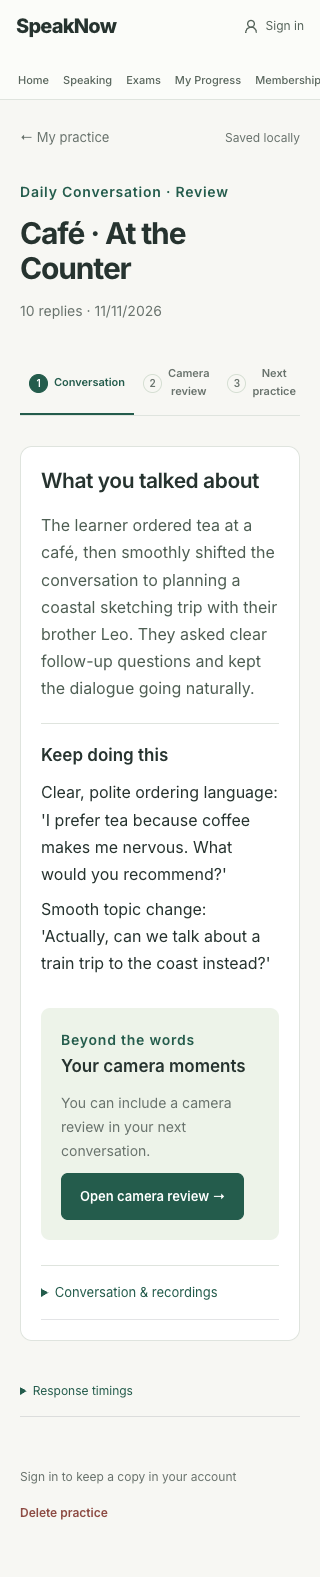 SpeakNow
Sign in
Home Speaking Exams My Progress Membership
← My practice
Saved locally
Daily Conversation · Review
Café · At the
Counter
10 replies · 11/11/2026
1 Conversation
2 Camera
review
3 Next
practice
What you talked about
The learner ordered tea at a
café, then smoothly shifted the
conversation to planning a
coastal sketching trip with their
brother Leo. They asked clear
follow-up questions and kept
the dialogue going naturally.
Keep doing this
Clear, polite ordering language:
'I prefer tea because coffee
makes me nervous. What
would you recommend?'
Smooth topic change:
'Actually, can we talk about a
train trip to the coast instead?'
Beyond the words
Your camera moments
You can include a camera
review in your next
conversation.
Open camera review →
▶ Conversation & recordings
▶ Response timings
Sign in to keep a copy in your account
Delete practice